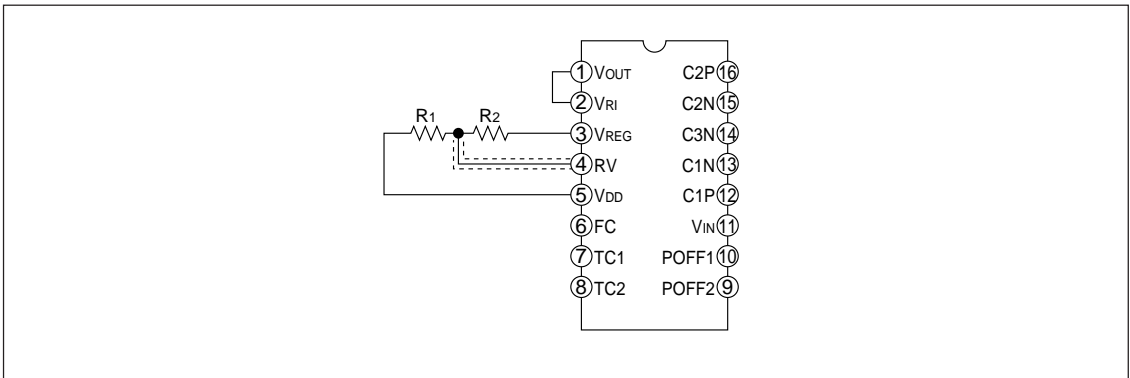 R1 R2
1 VOUT C2P 16
2 VRI C2N 15
3 VREG C3N 14
4 RV C1N 13
5 VDD C1P 12
6 FC VIN 11
7 TC1 POFF1 10
8 TC2 POFF2 9